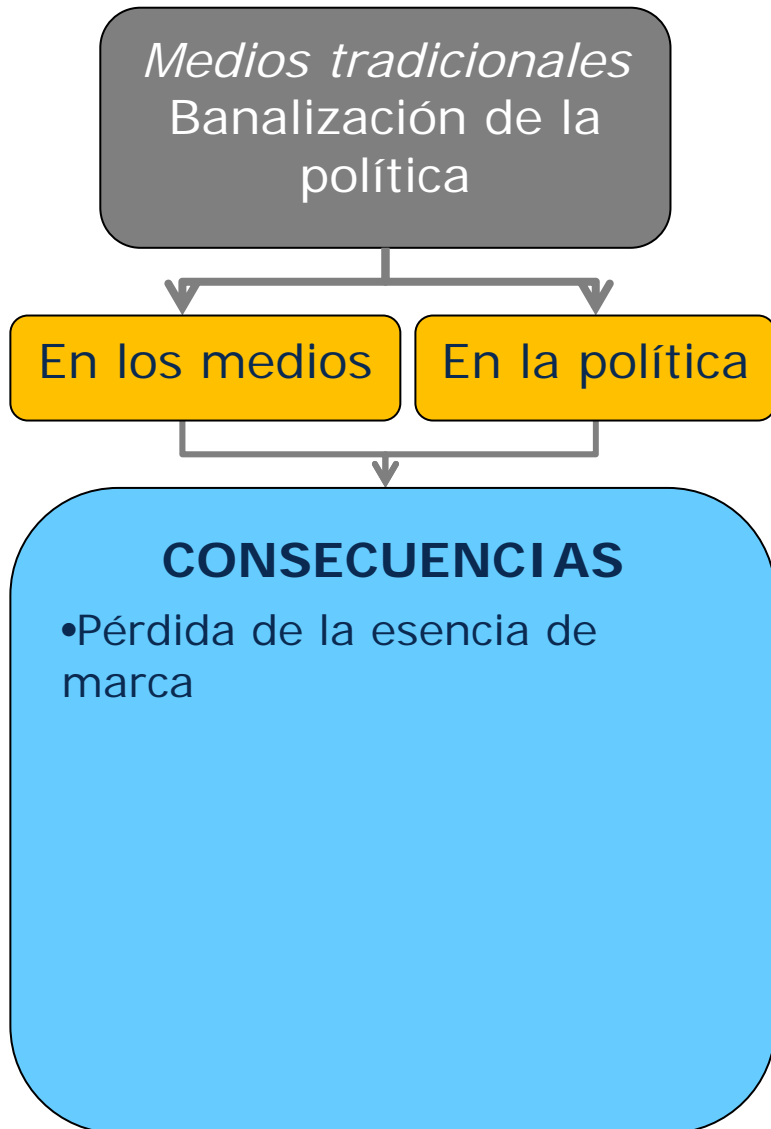 Medios tradicionales
Banalización de la
política
En los medios
En la política
CONSECUENCIAS
•Pérdida de la esencia de
marca